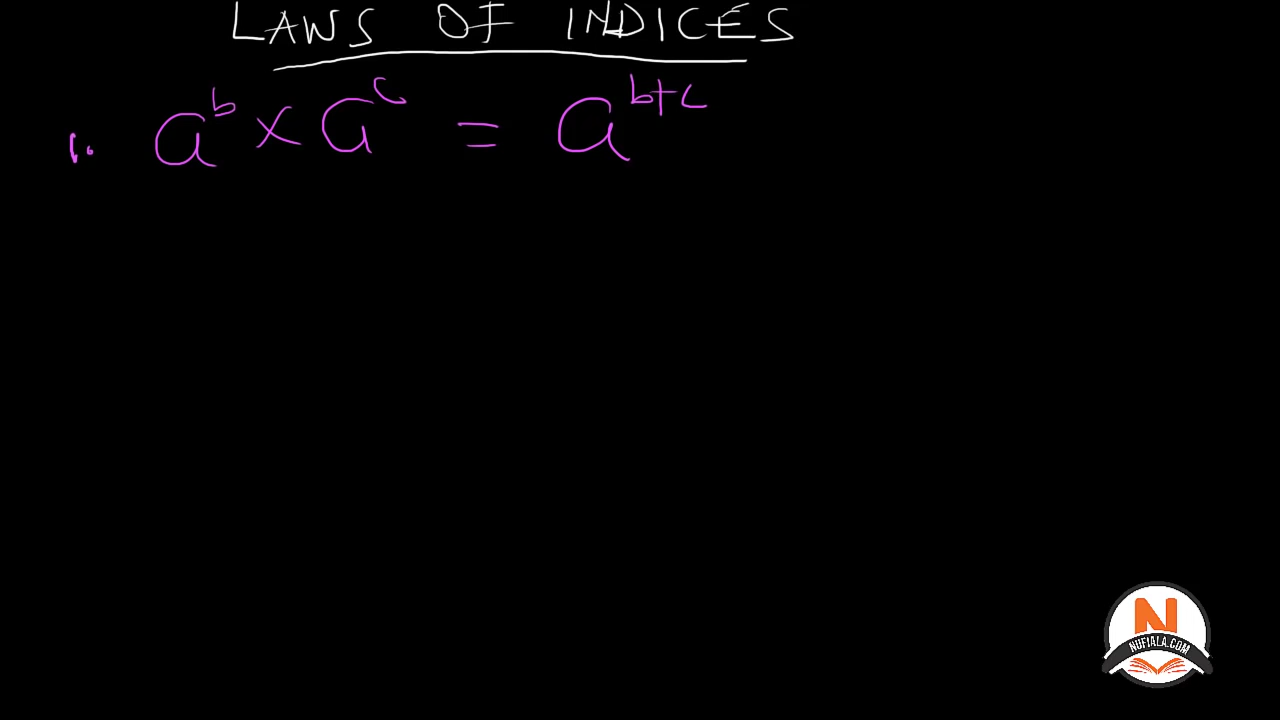 LAWS OF INDICES
1. a^b × a^c = a^{b+c}
N
NUFIALA.COM